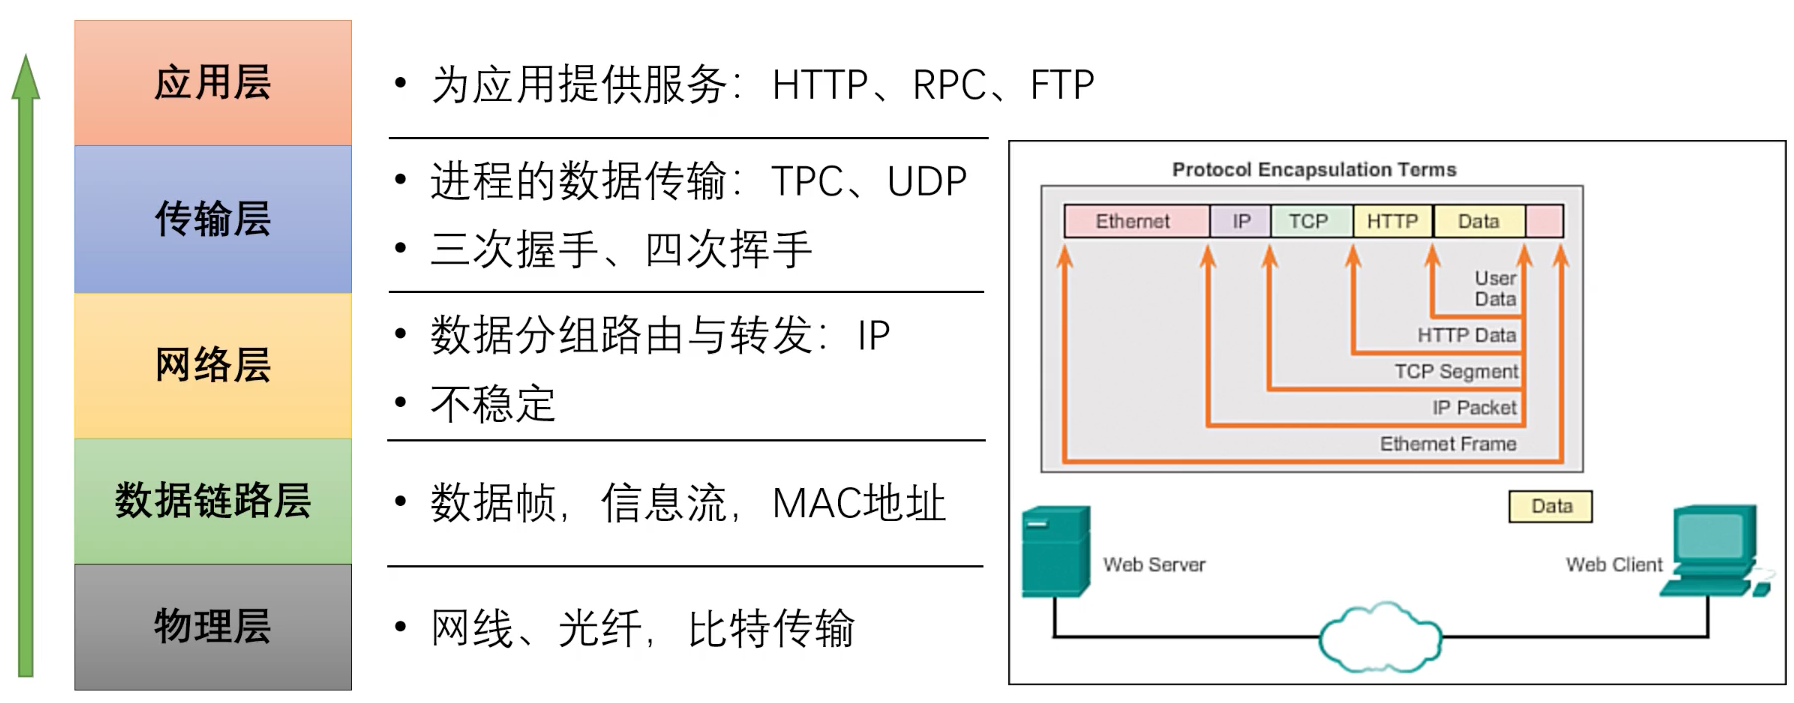 应用层
• 为应用提供服务：HTTP、RPC、FTP
传输层
• 进程的数据传输：TPC、UDP
• 三次握手、四次挥手
网络层
• 数据分组路由与转发：IP
• 不稳定
数据链路层
• 数据帧，信息流，MAC地址
物理层
• 网线、光纤，比特传输
Protocol Encapsulation Terms
Ethernet IP TCP HTTP Data
User
Data
HTTP Data
TCP Segment
IP Packet
Ethernet Frame
Data
Web Server
Web Client